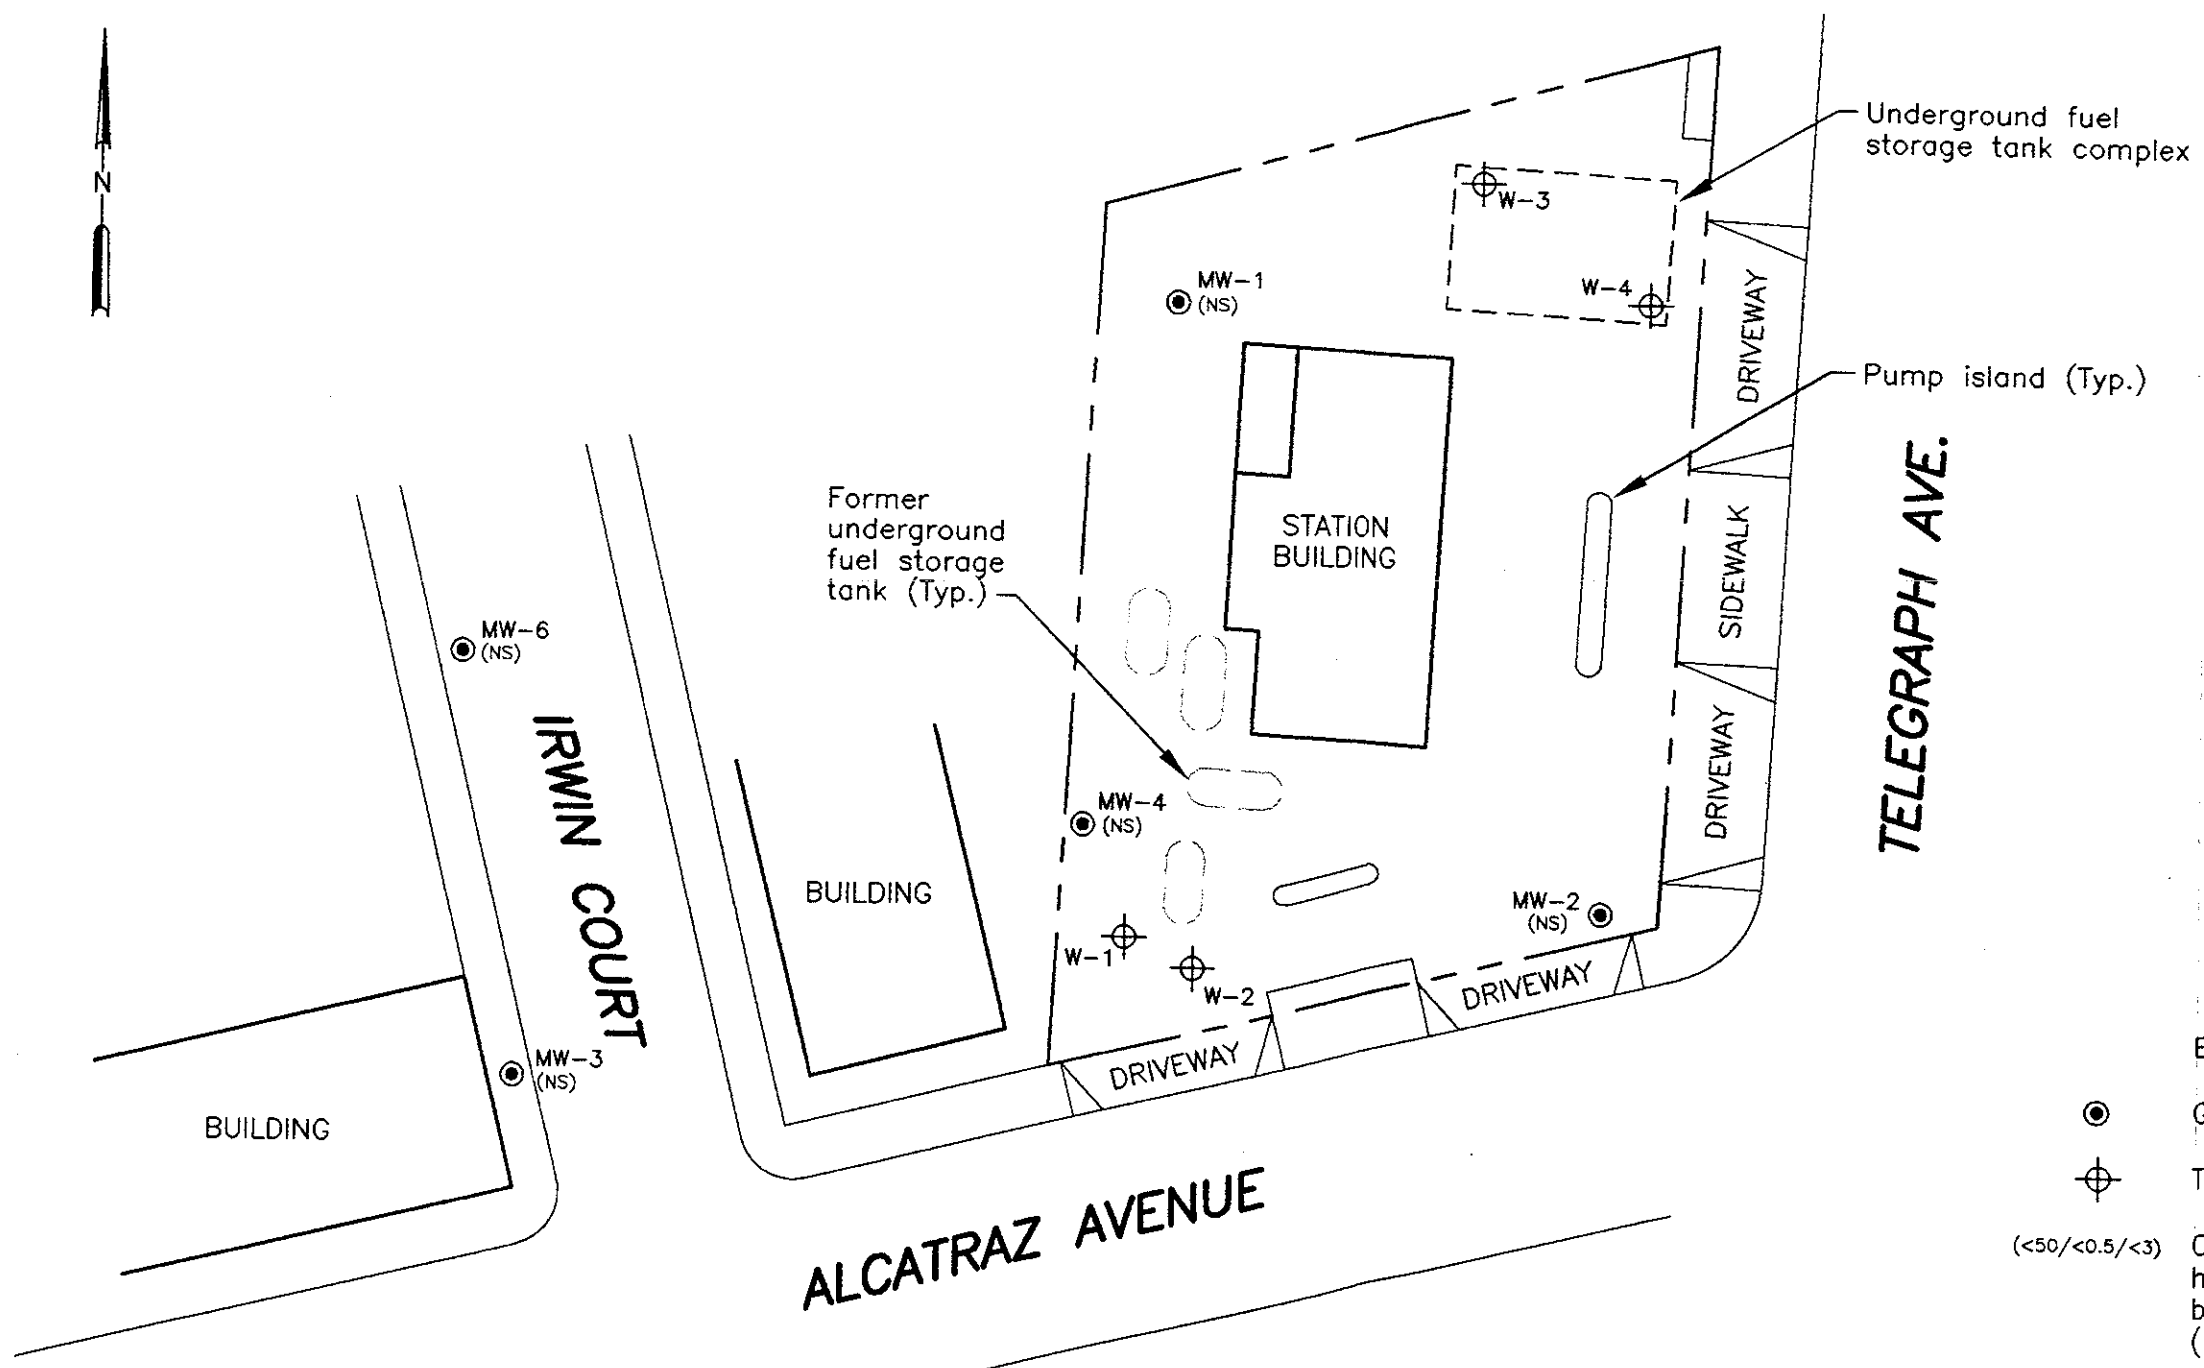 N
Underground fuel
storage tank complex
W-3
W-4
MW-1
(NS)
DRIVEWAY
Pump island (Typ.)
Former
underground
fuel storage
tank (Typ.)
STATION
BUILDING
SIDEWALK
TELEGRAPH AVE.
MW-6
(NS)
IRWIN COURT
DRIVEWAY
MW-4
(NS)
BUILDING
MW-2
(NS)
W-1
W-2
DRIVEWAY
DRIVEWAY
MW-3
(NS)
BUILDING
ALCATRAZ AVENUE
(<50/<0.5/<3)